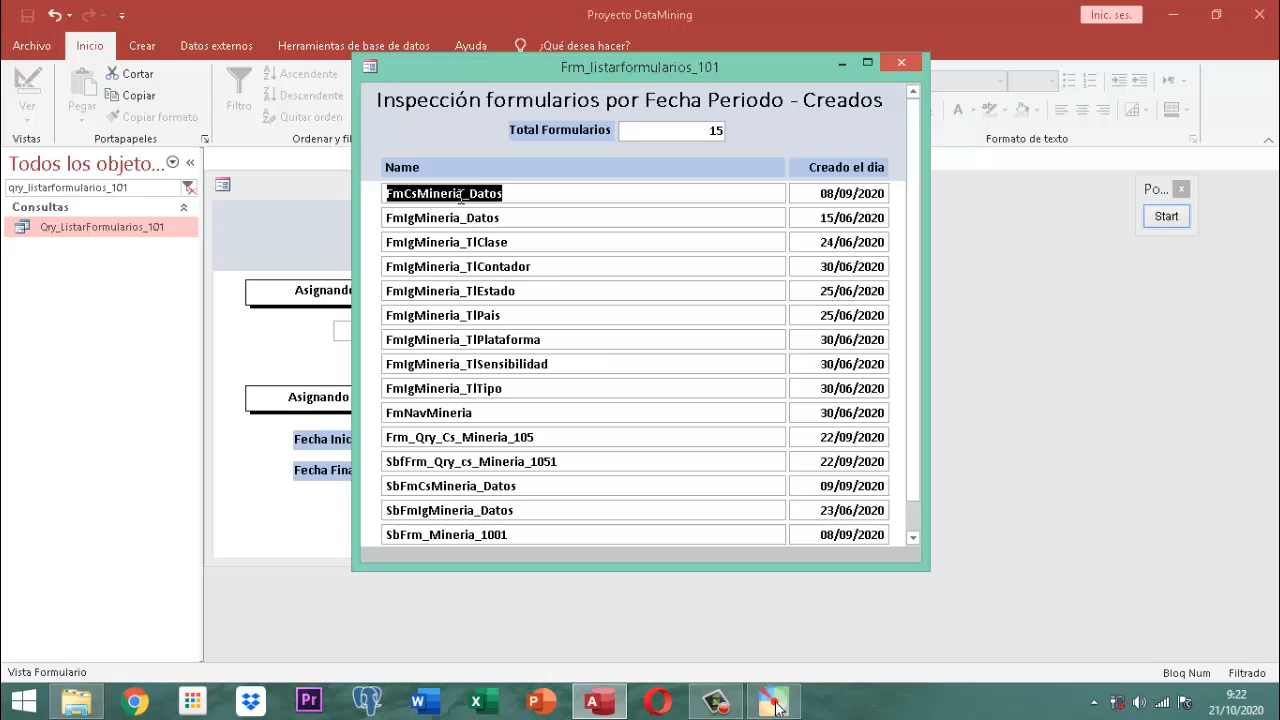 Proyecto DataMining
Inic. ses.
Archivo Inicio Crear Datos externos Herramientas de base de datos Ayuda ¿Qué desea hacer?
Ver
Vistas
Pegar
Cortar
Copiar
Copiar formato
Portapapeles
Filtro
Ascendente
Descendente
Quitar orden
Ordenar y fil
Formato de texto
Todos los objeto...
qry_listarformularios_101
Consultas
Qry_ListarFormularios_101
Asignando
Asignando
Fecha Inic
Fecha Fina
Frm_listarformularios_101
Inspección formularios por Fecha Periodo - Creados
Total Formularios 15
Name Creado el dia
FmCsMineria_Datos 08/09/2020
FmIgMineria_Datos 15/06/2020
FmIgMineria_TlClase 24/06/2020
FmIgMineria_TlContador 30/06/2020
FmIgMineria_TlEstado 25/06/2020
FmIgMineria_TlPais 25/06/2020
FmIgMineria_TlPlataforma 30/06/2020
FmIgMineria_TlSensibilidad 30/06/2020
FmIgMineria_TlTipo 30/06/2020
FmNavMineria 30/06/2020
Frm_Qry_Cs_Mineria_105 22/09/2020
SbfFrm_Qry_cs_Mineria_1051 22/09/2020
SbFmCsMineria_Datos 09/09/2020
SbFmIgMineria_Datos 23/06/2020
SbFrm_Mineria_1001 08/09/2020
Po...
Start
Vista Formulario
Bloq Num Filtrado
Pr
9:22
21/10/2020